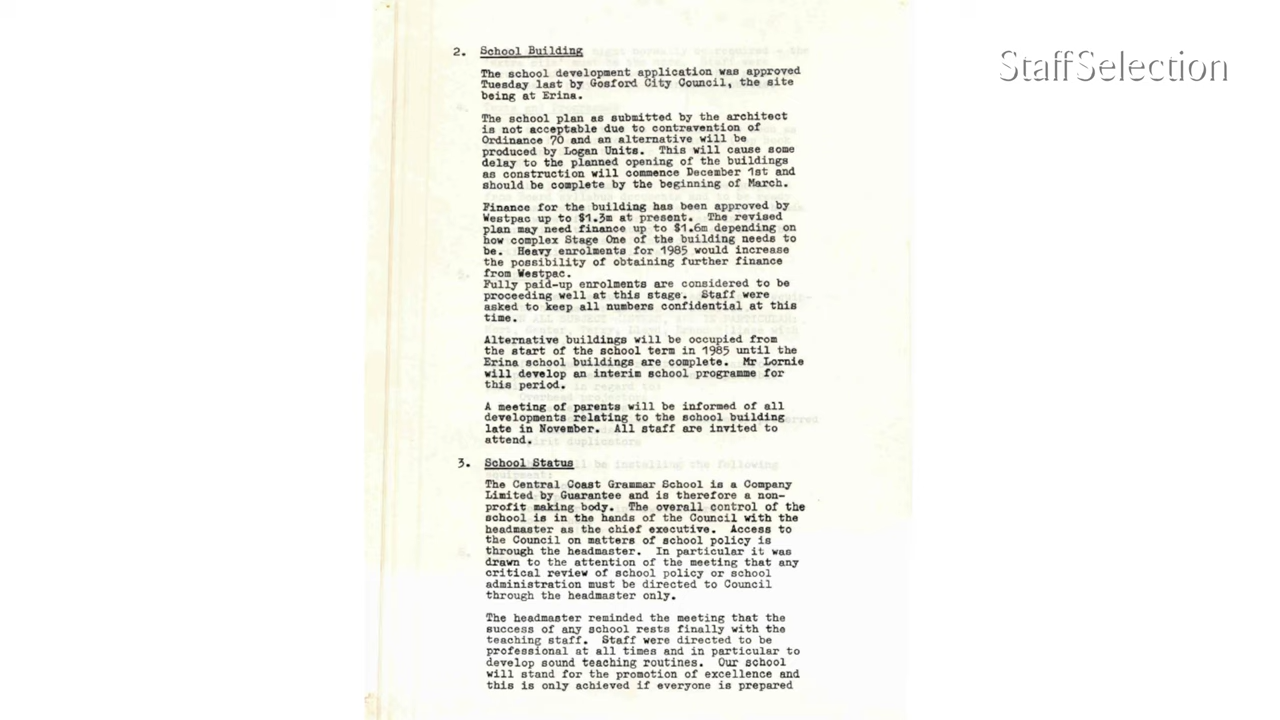 StaffSelection
2. School Building
The school development application was approved
Tuesday last by Gosford City Council, the site
being at Erina.
The school plan as submitted by the architect
is not acceptable due to contravention of
Ordinance 70 and an alternative will be
produced by Logan Units. This will cause some
delay to the planned opening of the buildings
as construction will commence December 1st and
should be complete by the beginning of March.
Finance for the building has been approved by
Westpac up to $1.3m at present. The revised
plan may need finance up to $1.6m depending on
how complex Stage One of the building needs to
be. Heavy enrolments for 1985 would increase
the possibility of obtaining further finance
from Westpac.
Fully paid-up enrolments are considered to be
proceeding well at this stage. Staff were
asked to keep all numbers confidential at this
time.
Alternative buildings will be occupied from
the start of the school term in 1985 until the
Erina school buildings are complete. Mr Lornie
will develop an interim school programme for
this period.
A meeting of parents will be informed of all
developments relating to the school building
late in November. All staff are invited to
attend.
3. School Status
The Central Coast Grammar School is a Company
Limited by Guarantee and is therefore a non-
profit making body. The overall control of the
school is in the hands of the Council with the
headmaster as the chief executive. Access to
the Council on matters of school policy is
through the headmaster. In particular it was
drawn to the attention of the meeting that any
critical review of school policy or school
administration must be directed to Council
through the headmaster only.
The headmaster reminded the meeting that the
success of any school rests finally with the
teaching staff. Staff were directed to be
professional at all times and in particular to
develop sound teaching routines. Our school
will stand for the promotion of excellence and
this is only achieved if everyone is prepared